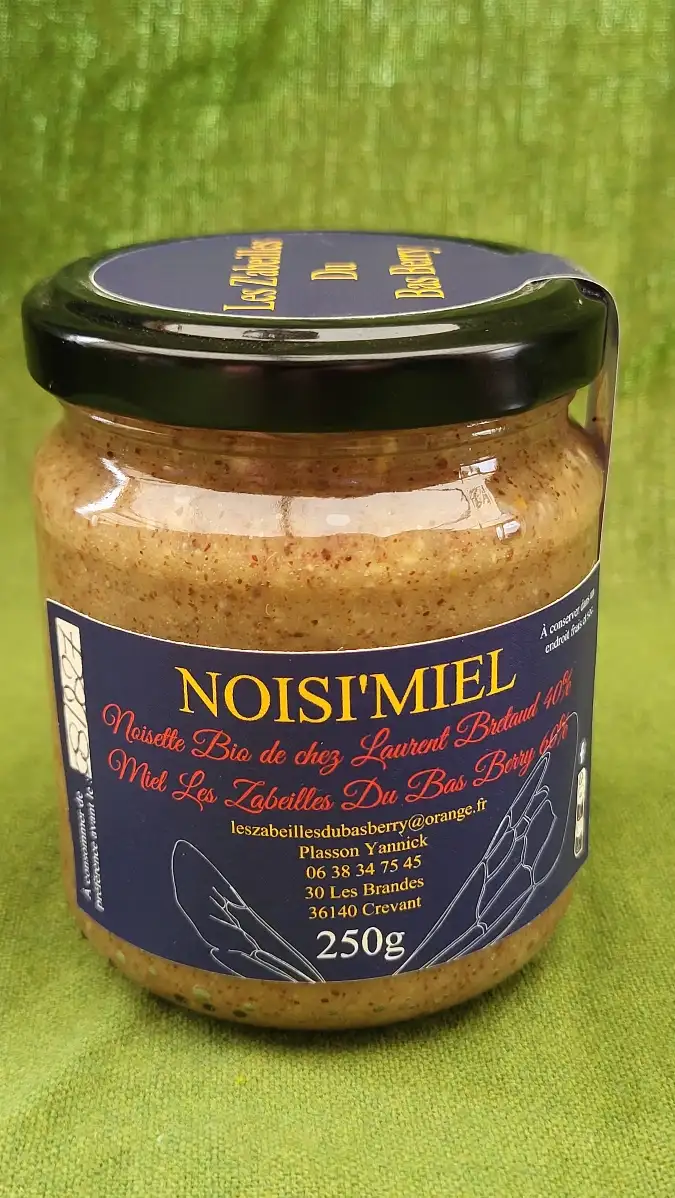 Les Z'abeilles
Du
Bas Berry
À conserver dans un
endroit frais et sec.
NOISI'MIEL
Noisette Bio de chez Laurent Bretaud 40%
Miel Les Zabeilles Du Bas Berry 60%
leszabeillesdubasberry@orange.fr
Plasson Yannick
06 38 34 75 45
30 Les Brandes
36140 Crevant
250g
À consommer de
préférence avant le :